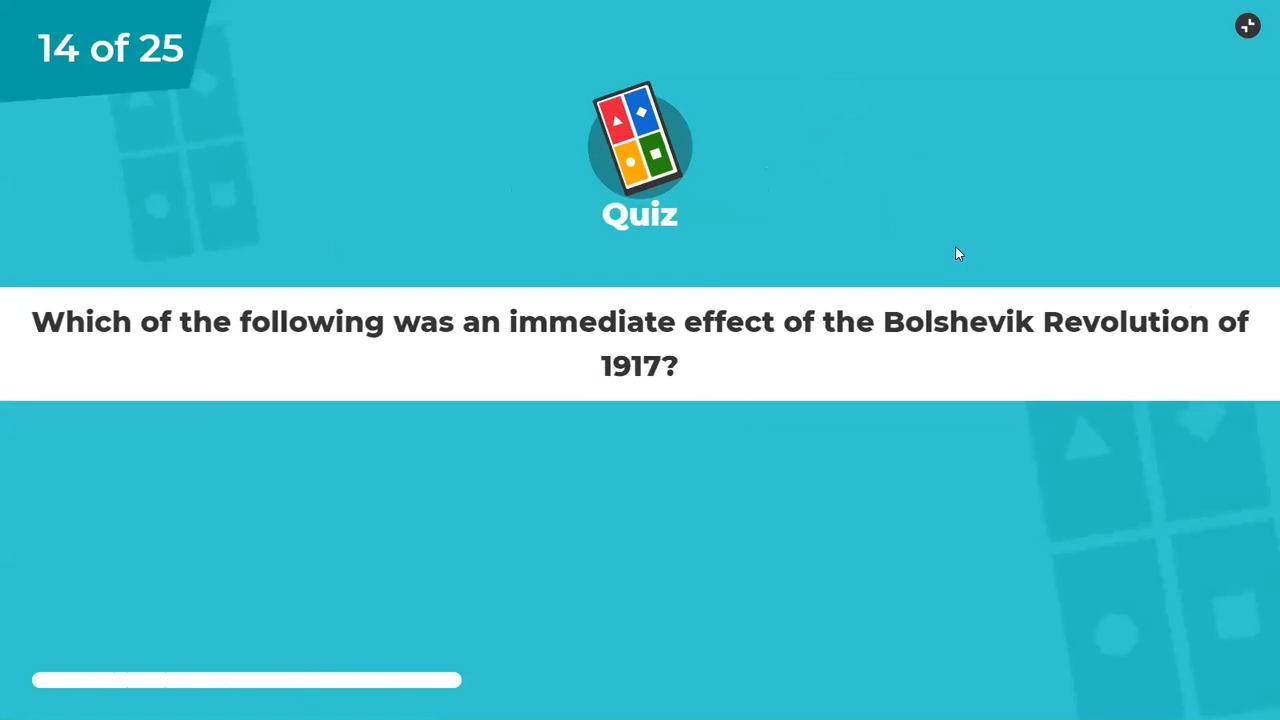 14 of 25
Quiz
Which of the following was an immediate effect of the Bolshevik Revolution of
1917?